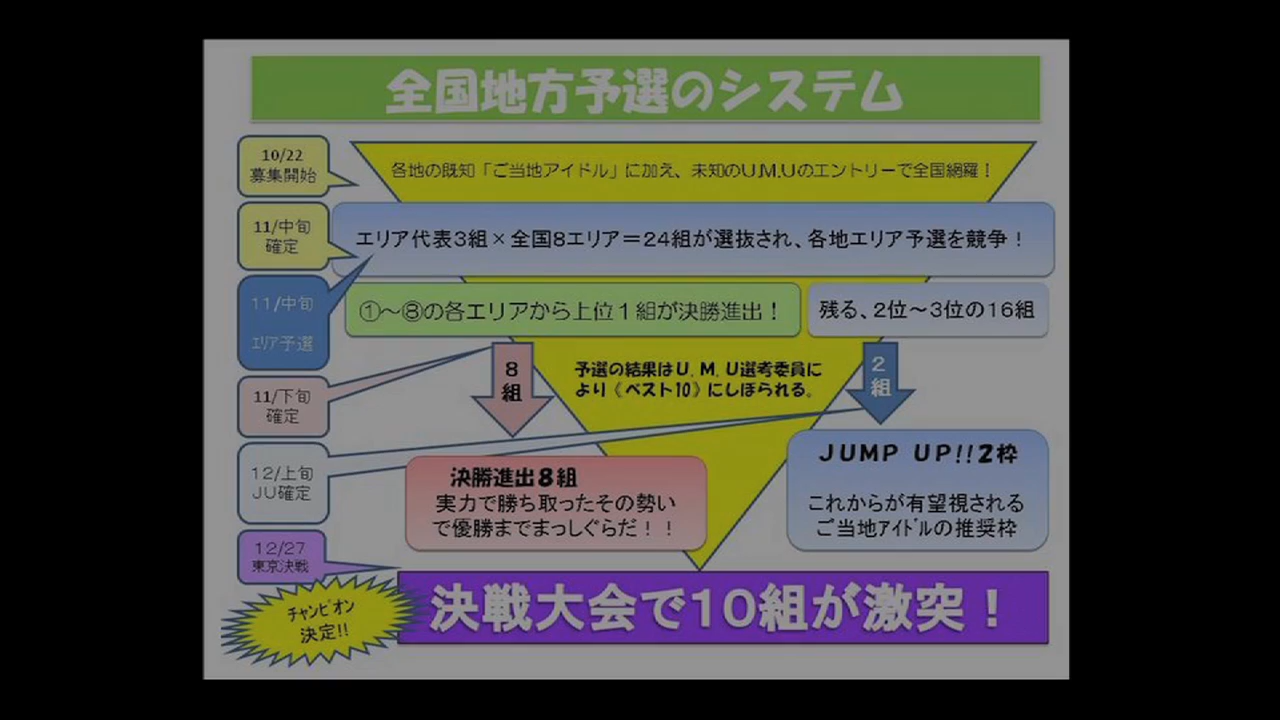 全国地方予選のシステム
10/22
募集開始
各地の既知「ご当地アイドル」に加え、未知のU.M.Uのエントリーで全国網羅！
11/中旬
確定
エリア代表3組×全国8エリア＝24組が選抜され、各地エリア予選を競争！
11/中旬
ｴﾘｱ予選
①～⑧の各エリアから上位１組が決勝進出！
残る、2位～3位の16組
8
組
予選の結果はU.M.U選考委員に
より《ベスト10》にしぼられる。
2
組
11/下旬
確定
12/上旬
JU確定
決勝進出8組
実力で勝ち取ったその勢い
で優勝までまっしぐらだ！！
JUMP UP!!2枠
これからが有望視される
ご当地ｱｲﾄﾞﾙの推奨枠
12/27
東京決戦
ﾁｬﾝﾋﾟｵﾝ
決定!!
決戦大会で10組が激突！